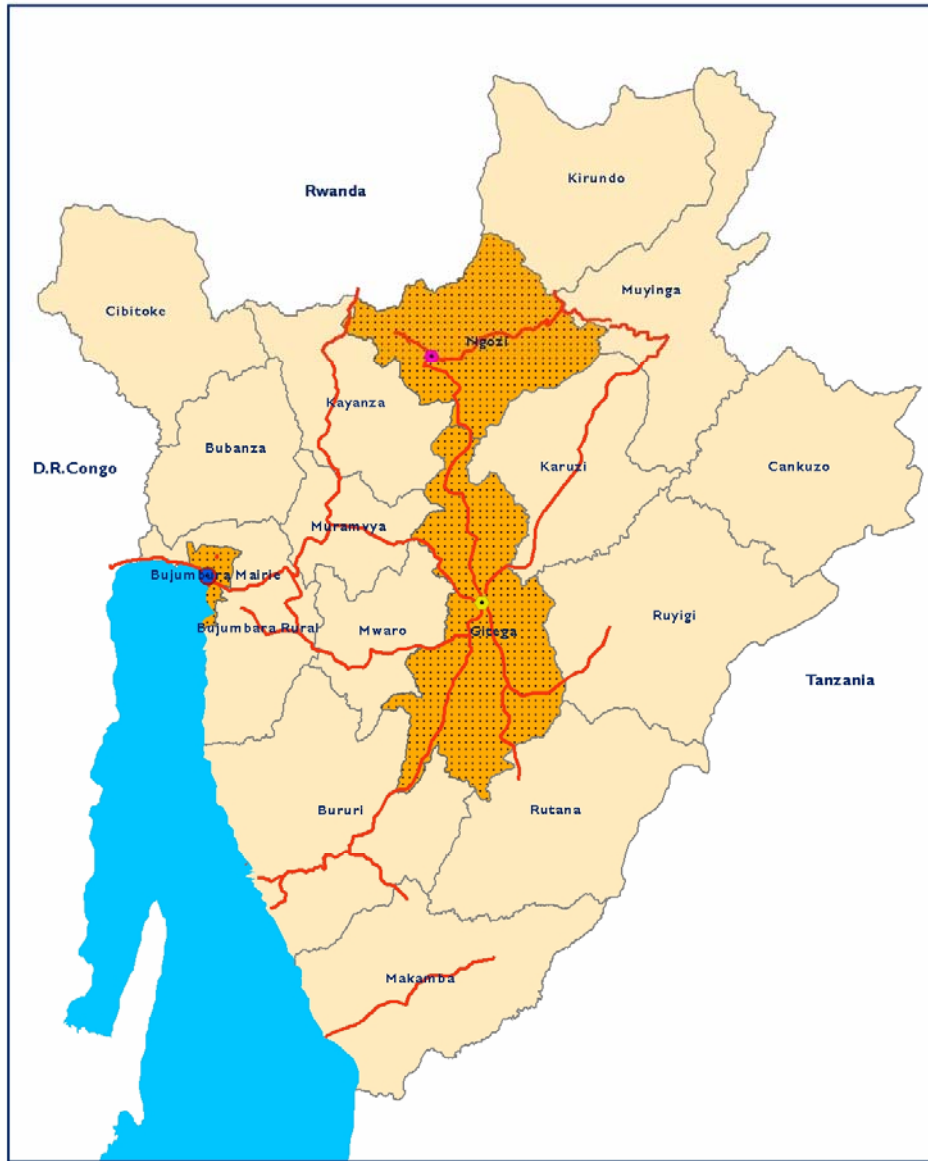 Kirundo
Rwanda
Muyinga
Cibitoke
Ngozi
Kayanza
Bubanza
D.R.Congo
Karuzi
Cankuzo
Muramvya
Bujumbura Mairie
Bujumbara Rural
Mwaro
Gitega
Ruyigi
Tanzania
Bururi
Rutana
Makamba